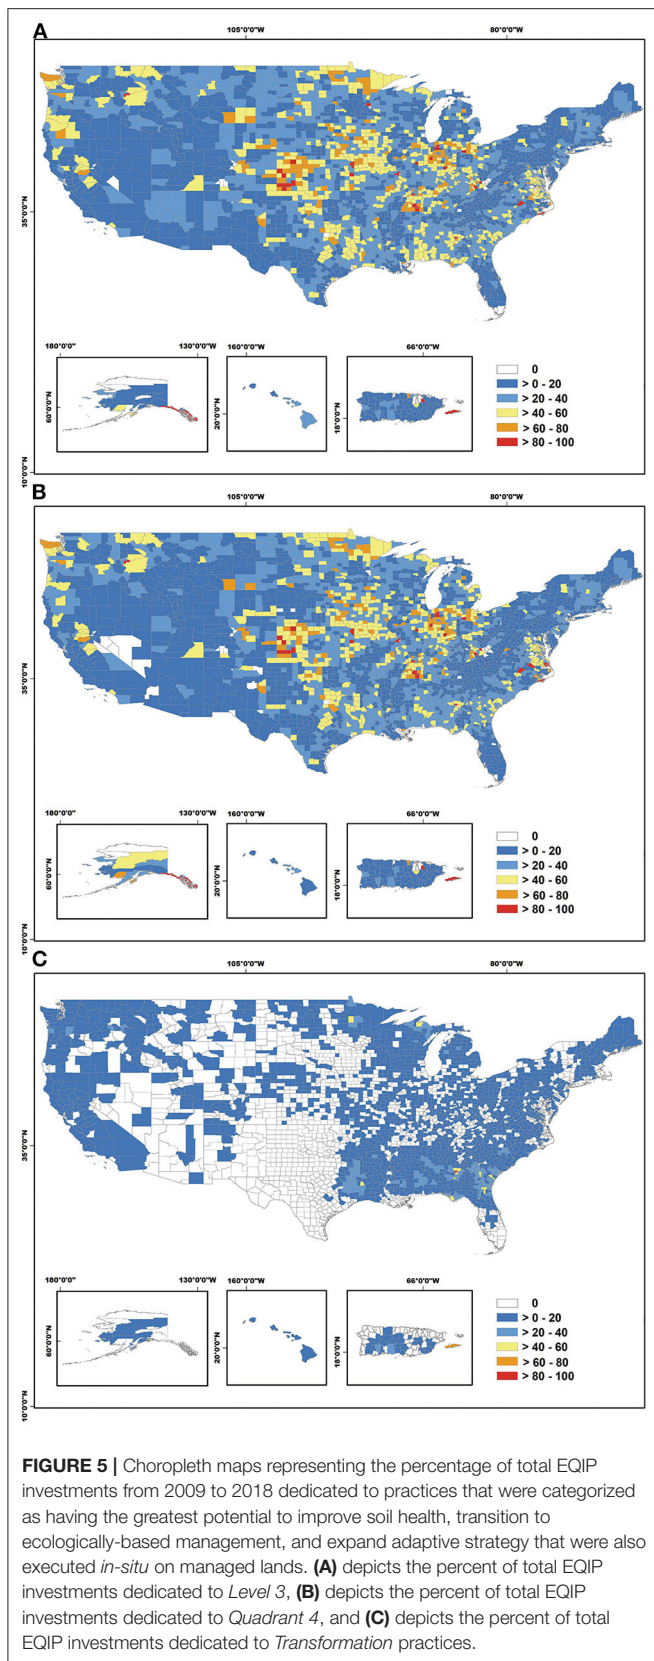 A
105°0'0"W 80°0'0"W
35°0'0"N
180°0'0" 130°0'0"W 160°0'0"W 66°0'0"W
60°0'0"N
20°0'0"N
18°0'0"N
0
> 0 - 20
> 20 - 40
> 40 - 60
> 60 - 80
> 80 - 100
10°0'0"N
B
105°0'0"W 80°0'0"W
35°0'0"N
180°0'0" 130°0'0"W 160°0'0"W 66°0'0"W
60°0'0"N
20°0'0"N
18°0'0"N
0
> 0 - 20
> 20 - 40
> 40 - 60
> 60 - 80
> 80 - 100
10°0'0"N
C
105°0'0"W 80°0'0"W
35°0'0"N
180°0'0" 130°0'0"W 160°0'0"W 66°0'0"W
60°0'0"N
20°0'0"N
18°0'0"N
0
> 0 - 20
> 20 - 40
> 40 - 60
> 60 - 80
> 80 - 100
10°0'0"N
FIGURE 5 | Choropleth maps representing the percentage of total EQIP
investments from 2009 to 2018 dedicated to practices that were categorized
as having the greatest potential to improve soil health, transition to
ecologically-based management, and expand adaptive strategy that were also
executed in-situ on managed lands. (A) depicts the percent of total EQIP
investments dedicated to Level 3, (B) depicts the percent of total EQIP
investments dedicated to Quadrant 4, and (C) depicts the percent of total
EQIP investments dedicated to Transformation practices.